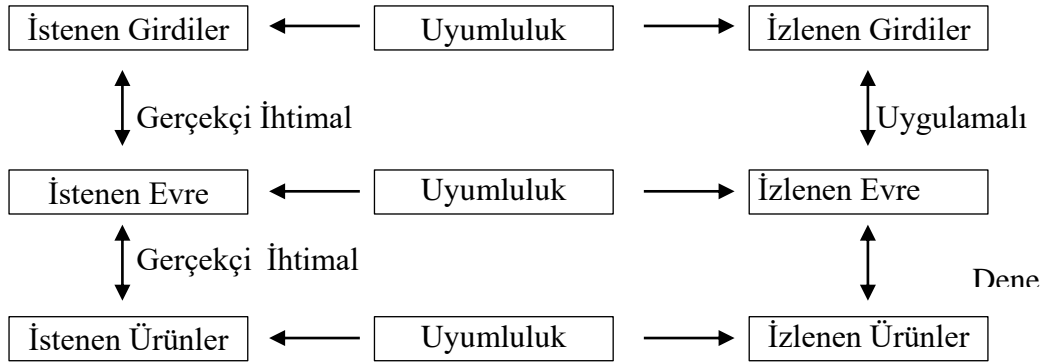 İstenen Girdiler Uyumluluk İzlenen Girdiler
Gerçekçi İhtimal Uygulamalı
İstenen Evre Uyumluluk İzlenen Evre
Gerçekçi İhtimal
Dene
İstenen Ürünler Uyumluluk İzlenen Ürünler